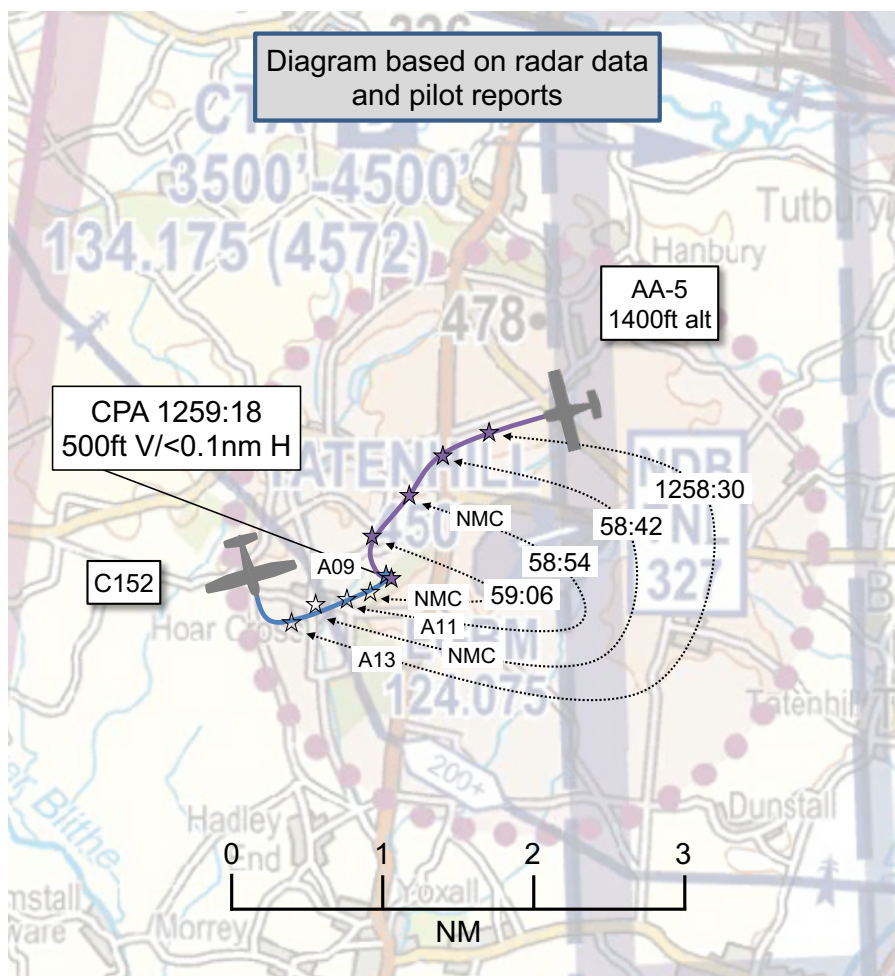 326
Diagram based on radar data
and pilot reports
CTA
B
3500'-4500'
134.175 (4572)
Tutbury
Hanbury
AA-5
1400ft alt
478
CPA 1259:18
500ft V/<0.1nm H
TATENHILL
NDB
1258:30
NMC
58:42
58:54
327
A09
C152
59:06
NMC
A11
Hoar Cross
NMC
A13
124.075
Tatenhill
200+
Dunstall
Blithe
Hadley
End
0
1
2
3
Yoxall
NM
Morrey